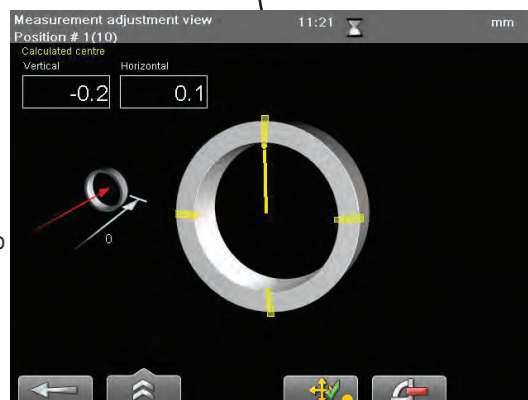 Measurement adjustment view 11:21 mm
Position # 1(10)
Calculated centre
Vertical Horizontal
-0.2 0.1
0